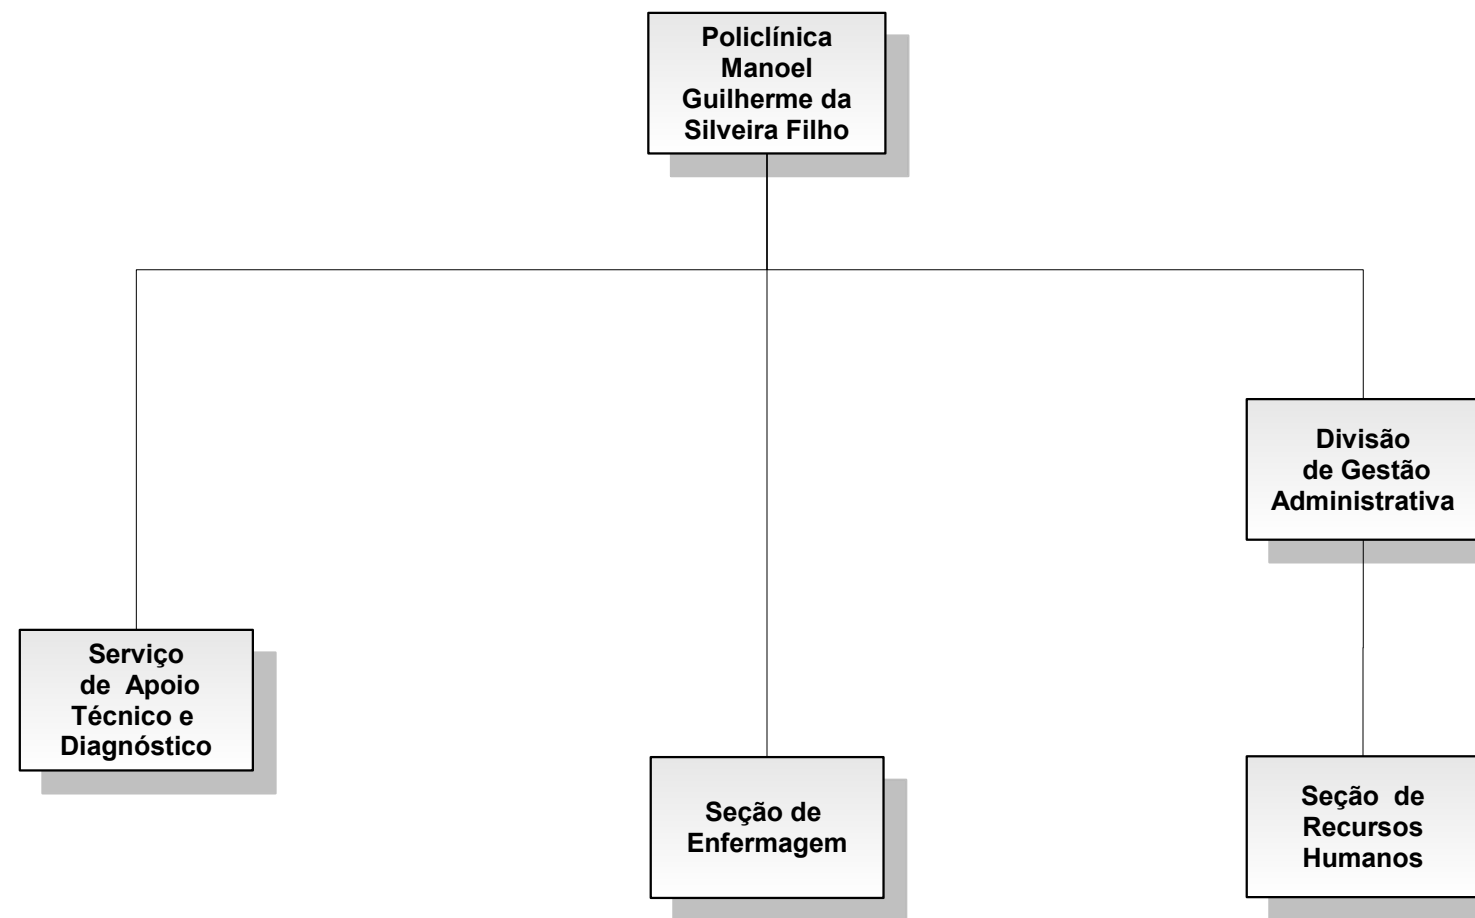 Policlínica
Manoel
Guilherme da
Silveira Filho
Divisão
de Gestão
Administrativa
Serviço
de Apoio
Técnico e
Diagnóstico
Seção de
Enfermagem
Seção de
Recursos
Humanos